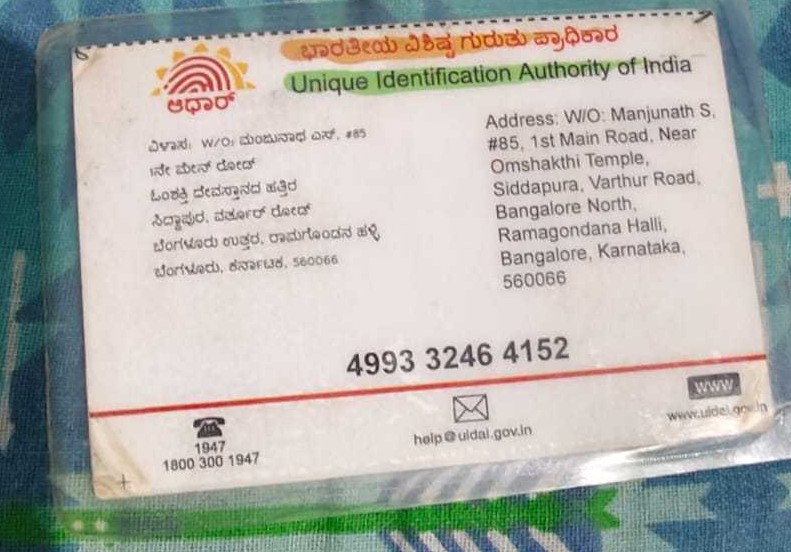 ಭಾರತೀಯ ವಿಶಿಷ್ಟ ಗುರುತು ಪ್ರಾಧಿಕಾರ
Unique Identification Authority of India
ಆಧಾರ್
ವಿಳಾಸ: W/O: ಮಂಜುನಾಥ ಎಸ್, #85
1ನೇ ಮೇನ್ ರೋಡ್
ಓಂಶಕ್ತಿ ದೇವಸ್ತಾನದ ಹತ್ತಿರ
ಸಿದ್ದಾಪುರ, ವರ್ತೂರ್ ರೋಡ್
ಬೆಂಗಳೂರು ಉತ್ತರ, ರಾಮಗೊಂಡನ ಹಳ್ಳಿ
ಬೆಂಗಳೂರು, ಕರ್ನಾಟಕ, 560066
Address: W/O: Manjunath S,
#85, 1st Main Road, Near
Omshakthi Temple,
Siddapura, Varthur Road,
Bangalore North,
Ramagondana Halli,
Bangalore, Karnataka,
560066
4993 3246 4152
1947
1800 300 1947
help@uidai.gov.in
www
www.uidai.gov.in